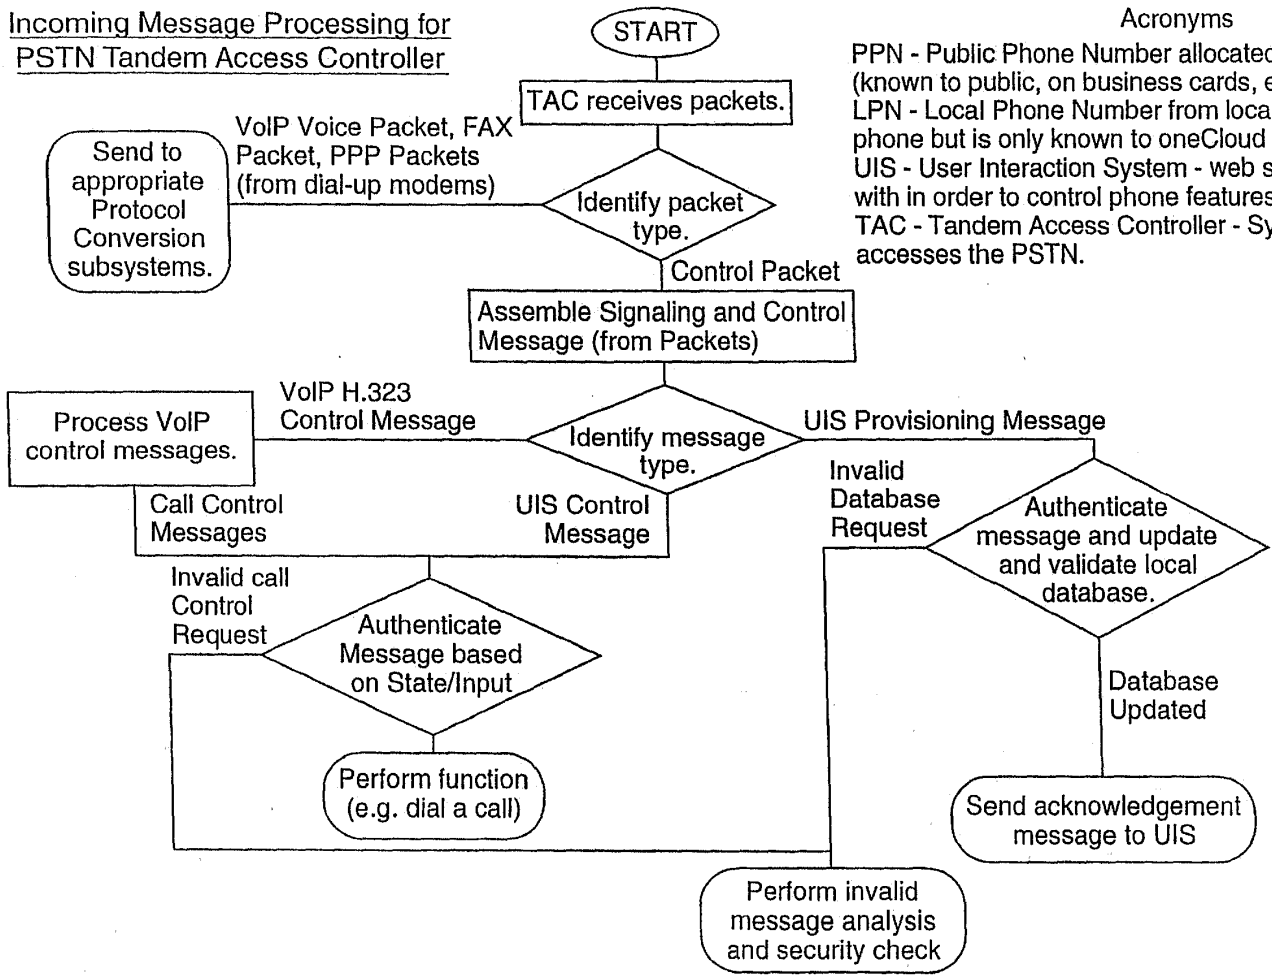 Incoming Message Processing for
PSTN Tandem Access Controller
START
Acronyms
PPN - Public Phone Number allocated
(known to public, on business cards, e
LPN - Local Phone Number from loca
phone but is only known to oneCloud
UIS - User Interaction System - web s
with in order to control phone features
TAC - Tandem Access Controller - Sy
accesses the PSTN.
TAC receives packets.
VoIP Voice Packet, FAX
Packet, PPP Packets
(from dial-up modems)
Send to
appropriate
Protocol
Conversion
subsystems.
Identify packet
type.
Control Packet
Assemble Signaling and Control
Message (from Packets)
VoIP H.323
Control Message
Process VoIP
control messages.
Identify message
type.
UIS Provisioning Message
Call Control
Messages
UIS Control
Message
Invalid
Database
Request
Authenticate
message and update
and validate local
database.
Invalid call
Control
Request
Authenticate
Message based
on State/Input
Database
Updated
Perform function
(e.g. dial a call)
Send acknowledgement
message to UIS
Perform invalid
message analysis
and security check